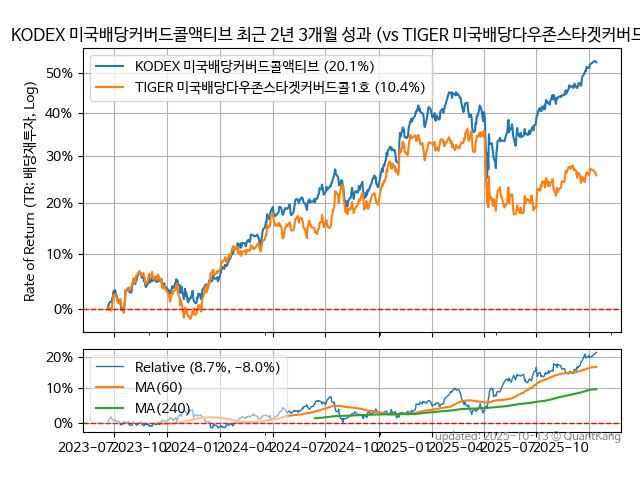 KODEX 미국배당커버드콜액티브 최근 2년 3개월 성과 (vs TIGER 미국배당다우존스타겟커버드
KODEX 미국배당커버드콜액티브 (20.1%)
TIGER 미국배당다우존스타겟커버드콜1호 (10.4%)
Rate of Return (TR: 배당재투자, Log)
50%
40%
30%
20%
10%
0%
Relative (8.7%, -8.0%)
MA(60)
MA(240)
20%
10%
0%
2023-07 2023-10 2024-01 2024-04 2024-07 2024-10 2025-01 2025-04 2025-07 2025-10
updated: 2025-10-13 © QuantKang